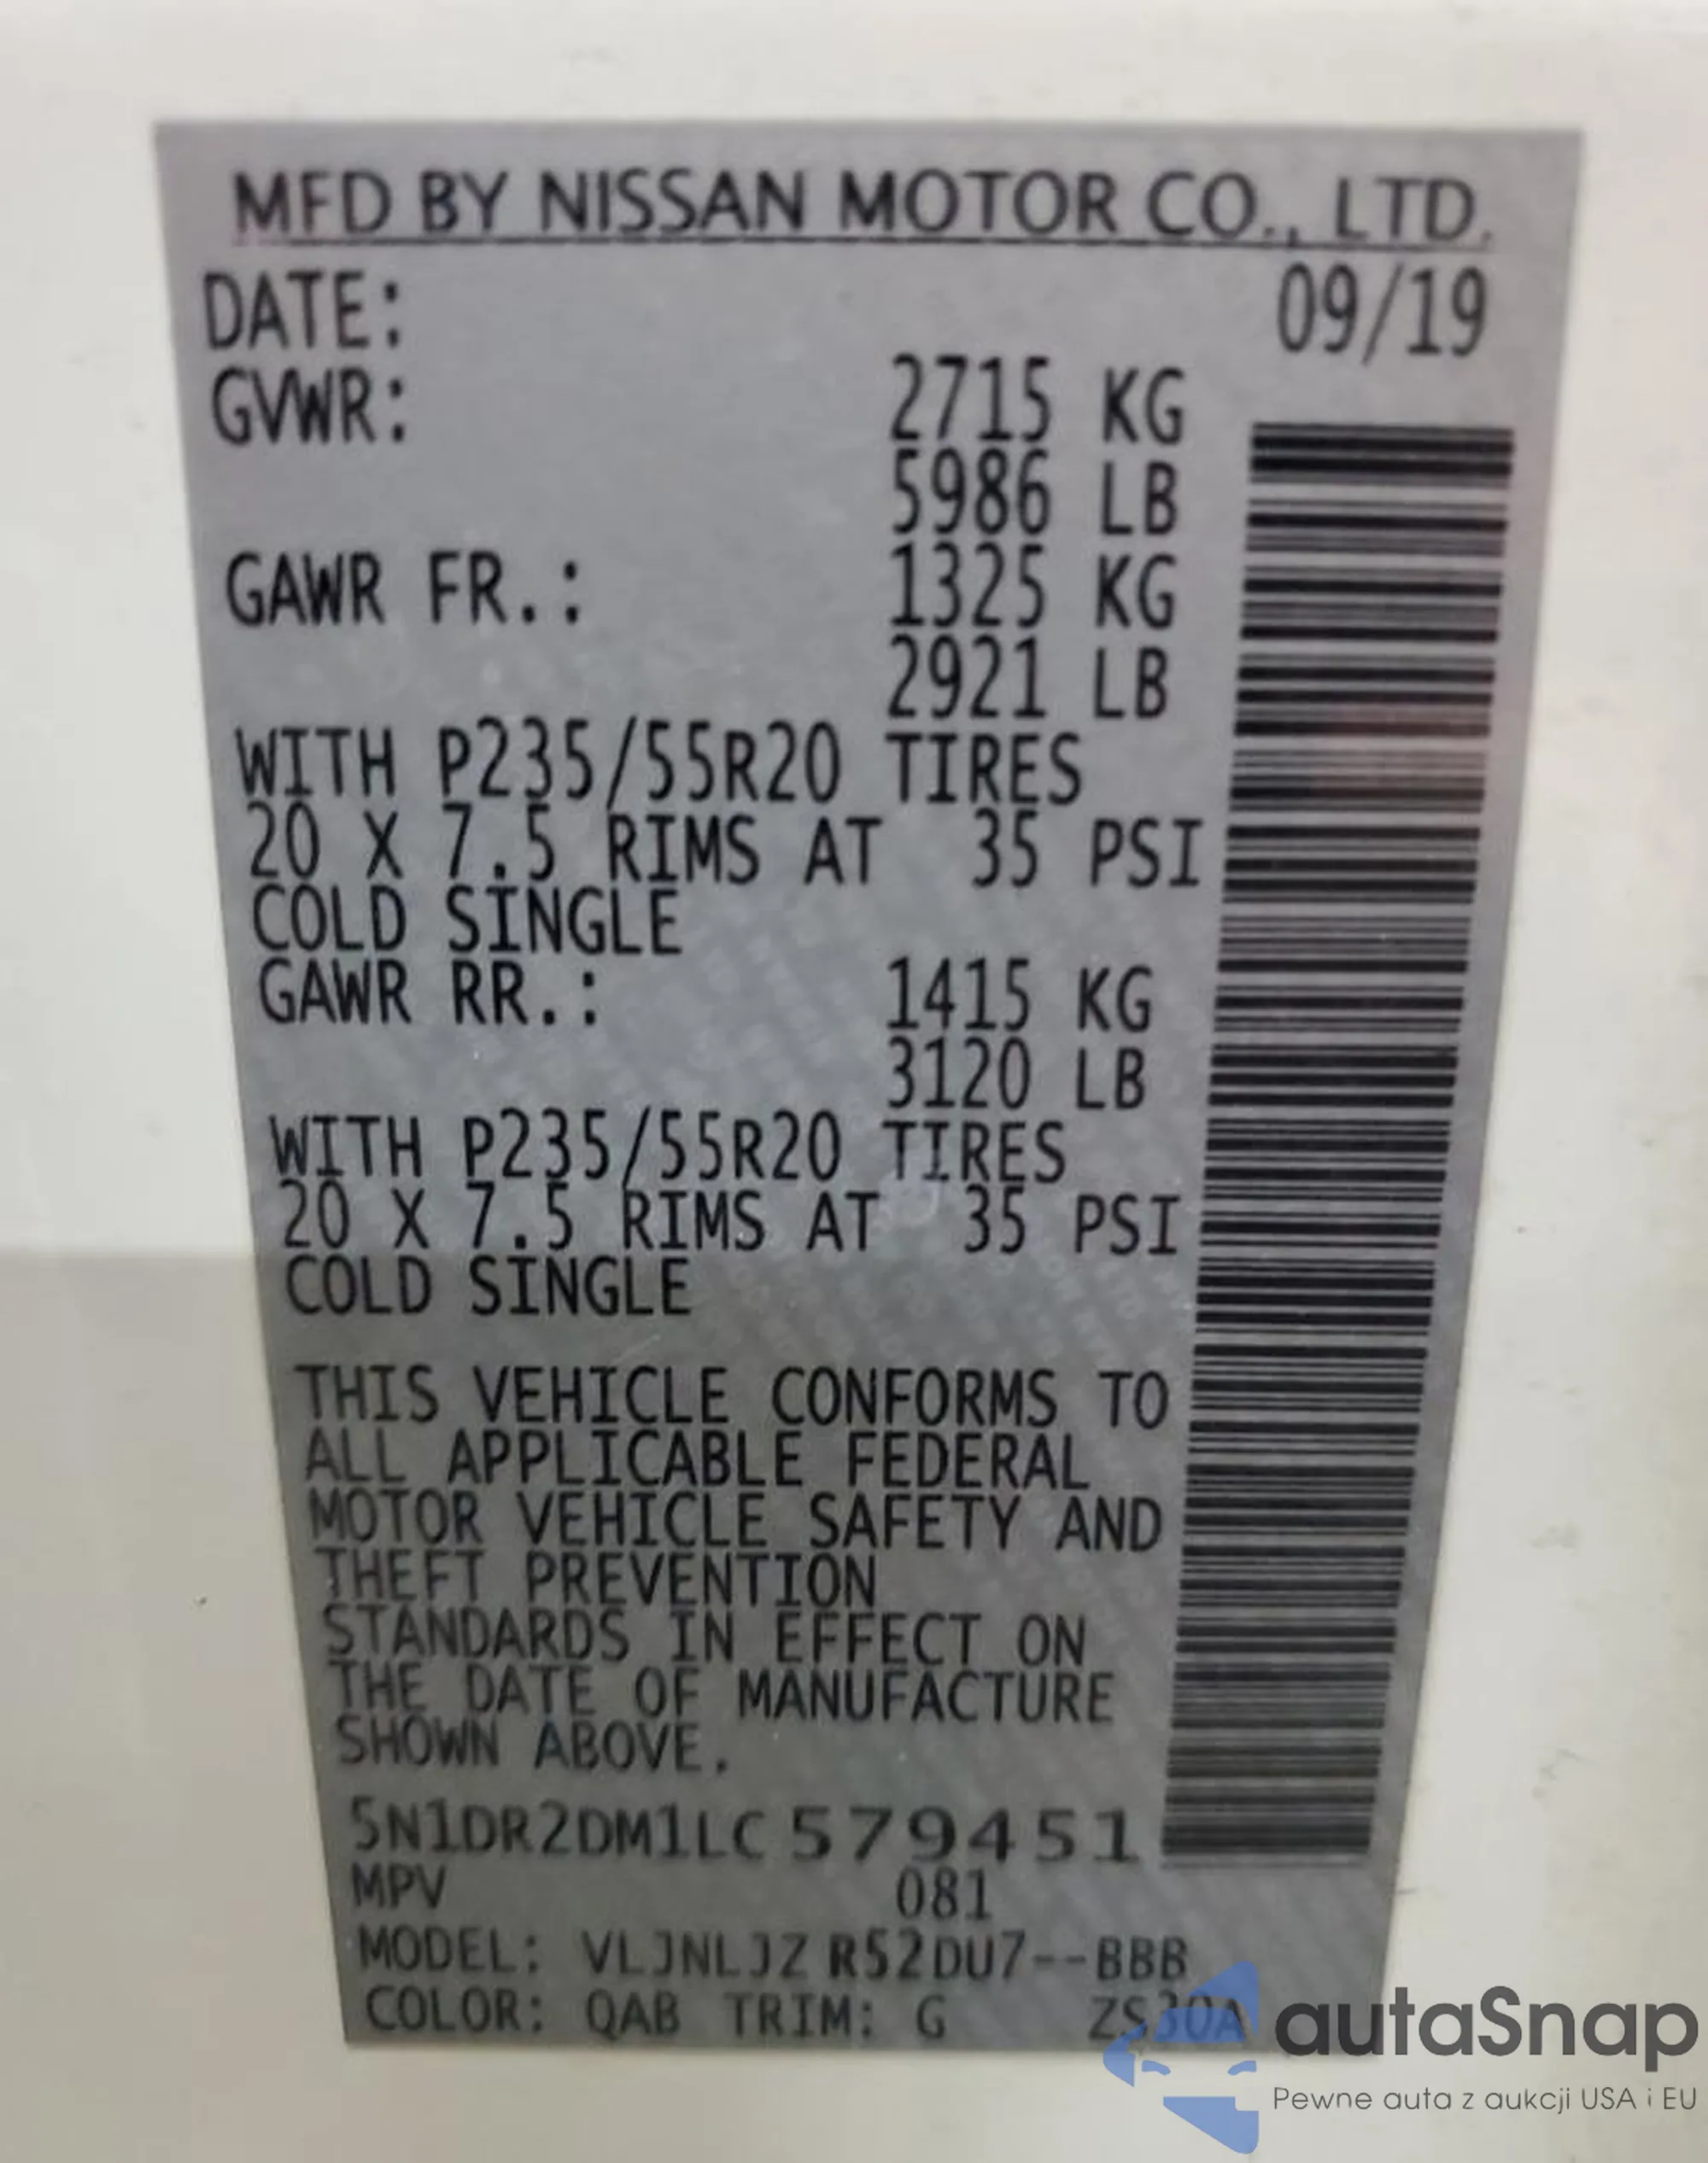 MFD BY NISSAN MOTOR CO., LTD.
DATE: 09/19
GVWR: 2715 KG
5986 LB
GAWR FR.: 1325 KG
2921 LB
WITH P235/55R20 TIRES
20 X 7.5 RIMS AT 35 PSI
COLD SINGLE
GAWR RR.: 1415 KG
3120 LB
WITH P235/55R20 TIRES
20 X 7.5 RIMS AT 35 PSI
COLD SINGLE
THIS VEHICLE CONFORMS TO
ALL APPLICABLE FEDERAL
MOTOR VEHICLE SAFETY AND
THEFT PREVENTION
STANDARDS IN EFFECT ON
THE DATE OF MANUFACTURE
SHOWN ABOVE.
5N1DR2DM1LC579451
MPV 081
MODEL: VLJNLJZ R52DU7--BBB
COLOR: QAB TRIM: G ZS30A
autaSnap
Pewne auta z aukcji USA i EU